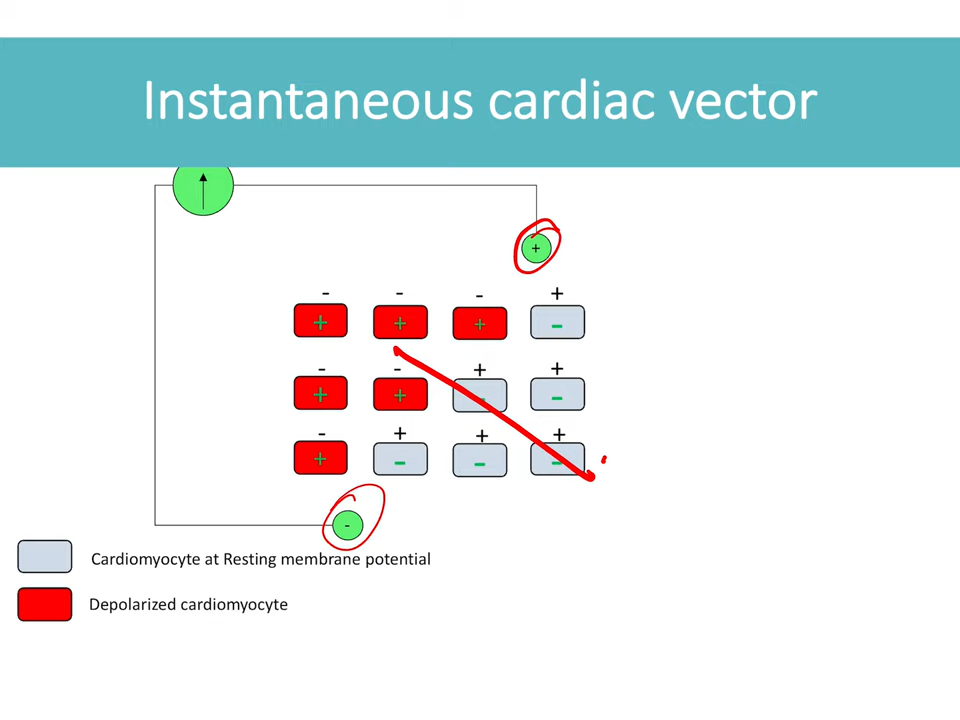 Instantaneous cardiac vector
+
- - - +
+ + + -
- - + +
+ + - -
- + + +
+ - - -
-
Cardiomyocyte at Resting membrane potential
Depolarized cardiomyocyte